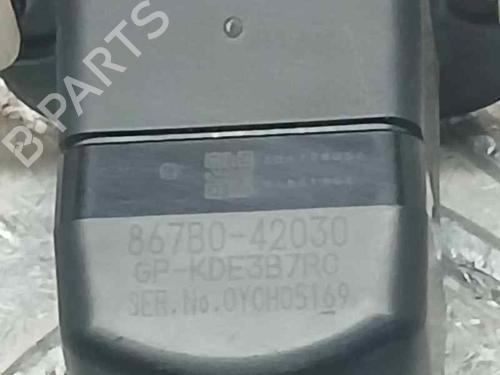 B-PARTS
867B0-42030
GP-KDE3B7RC
SER.No.0YCH05169